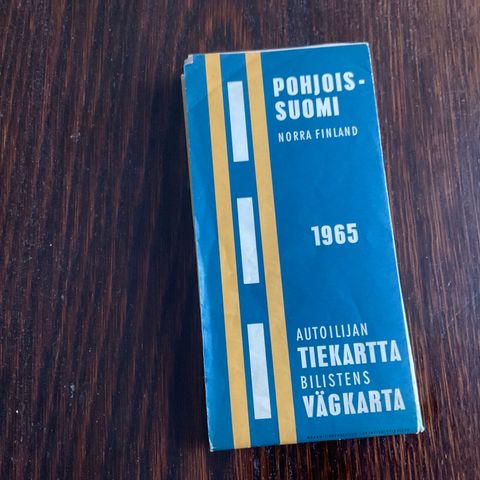 POHJOIS-
SUOMI
NORRA FINLAND
1965
AUTOILIJAN
TIEKARTTA
BILISTENS
VÄGKARTA